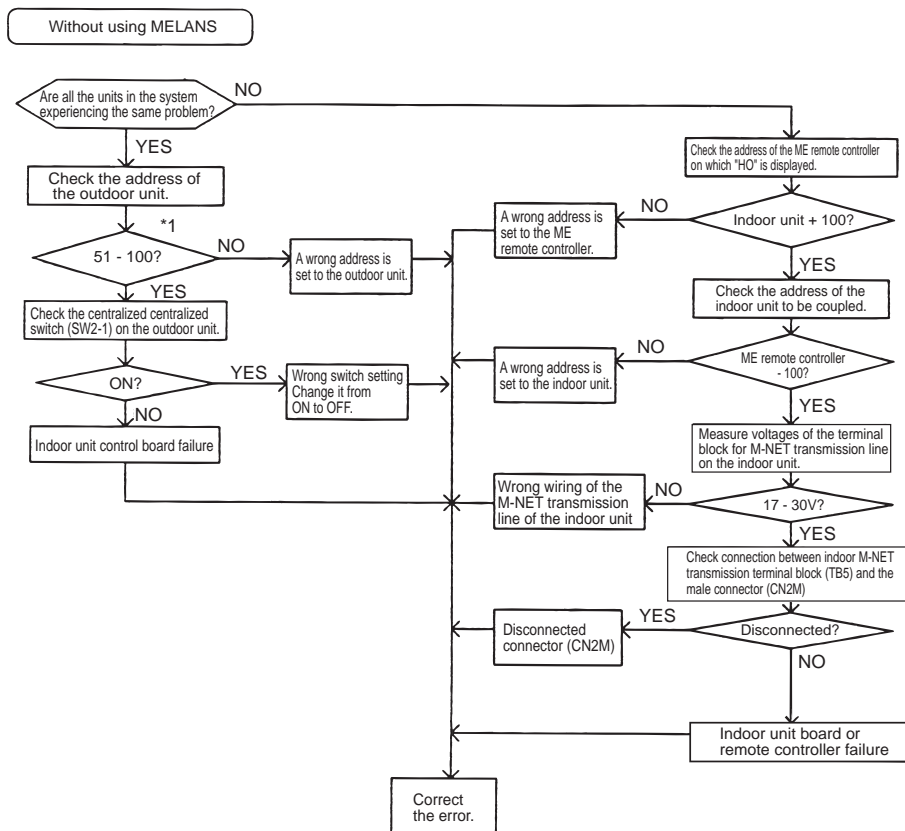 Without using MELANS
Are all the units in the system
experiencing the same problem?
NO
YES
Check the address of
the outdoor unit.
*1
51 - 100?
NO
A wrong address is
set to the outdoor unit.
YES
Check the centralized centralized
switch (SW2-1) on the outdoor unit.
ON?
YES
Wrong switch setting
Change it from
ON to OFF.
NO
Indoor unit control board failure
Check the address of the ME remote controller
on which "HO" is displayed.
Indoor unit + 100?
NO
A wrong address is
set to the ME
remote controller.
YES
Check the address of the
indoor unit to be coupled.
ME remote controller
- 100?
NO
A wrong address is
set to the indoor unit.
YES
Measure voltages of the terminal
block for M-NET transmission line
on the indoor unit.
17 - 30V?
NO
Wrong wiring of the
M-NET transmission
line of the indoor unit
YES
Check connection between indoor M-NET
transmission terminal block (TB5) and the
male connector (CN2M)
Disconnected?
YES
Disconnected
connector (CN2M)
NO
Indoor unit board or
remote controller failure
Correct
the error.